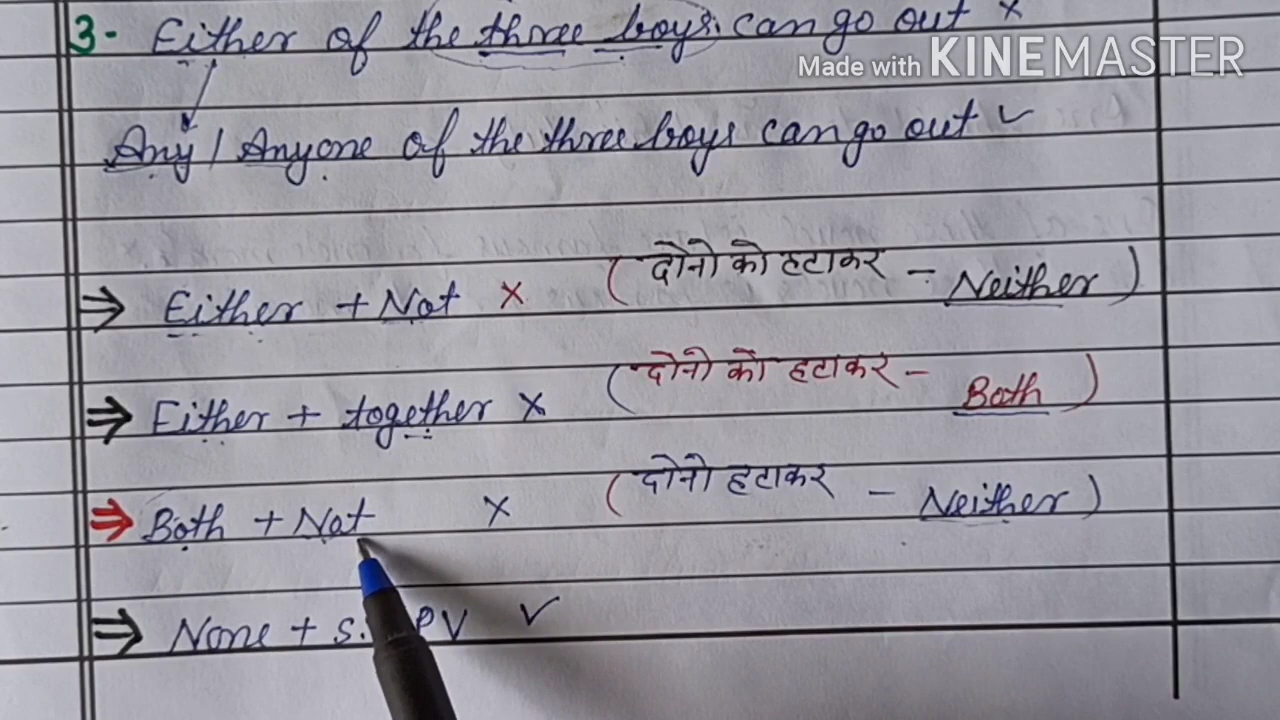 3- Either of the three boys. can go out ×
Made with KINEMASTER
Any / Anyone of the three boys can go out ✓
⇒ Either + Not × (दोनो को हटाकर - Neither)
⇒ Either + together × (दोनो को हटाकर - Both)
⇒ Both + Not × (दोनो हटाकर - Neither)
⇒ None + S. PV ✓